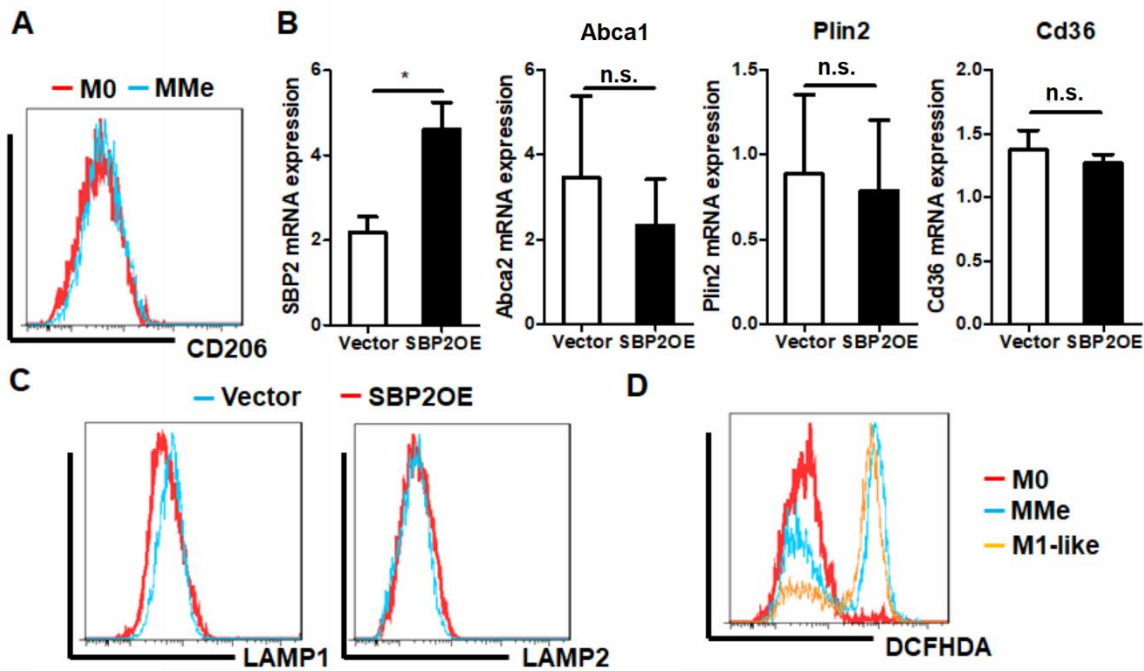 A
M0 MMe
CD206
B
SBP2 mRNA expression
6
4
2
0
*
Vector SBP2OE
Abca1
Abca2 mRNA expression
6
4
2
0
n.s.
Vector SBP2OE
Plin2
Plin2 mRNA expression
1.5
1.0
0.5
0.0
n.s.
Vector SBP2OE
Cd36
Cd36 mRNA expression
2.0
1.5
1.0
0.5
0.0
n.s.
Vector SBP2OE
C
Vector SBP2OE
LAMP1
LAMP2
D
M0
MMe
M1-like
DCFHDA